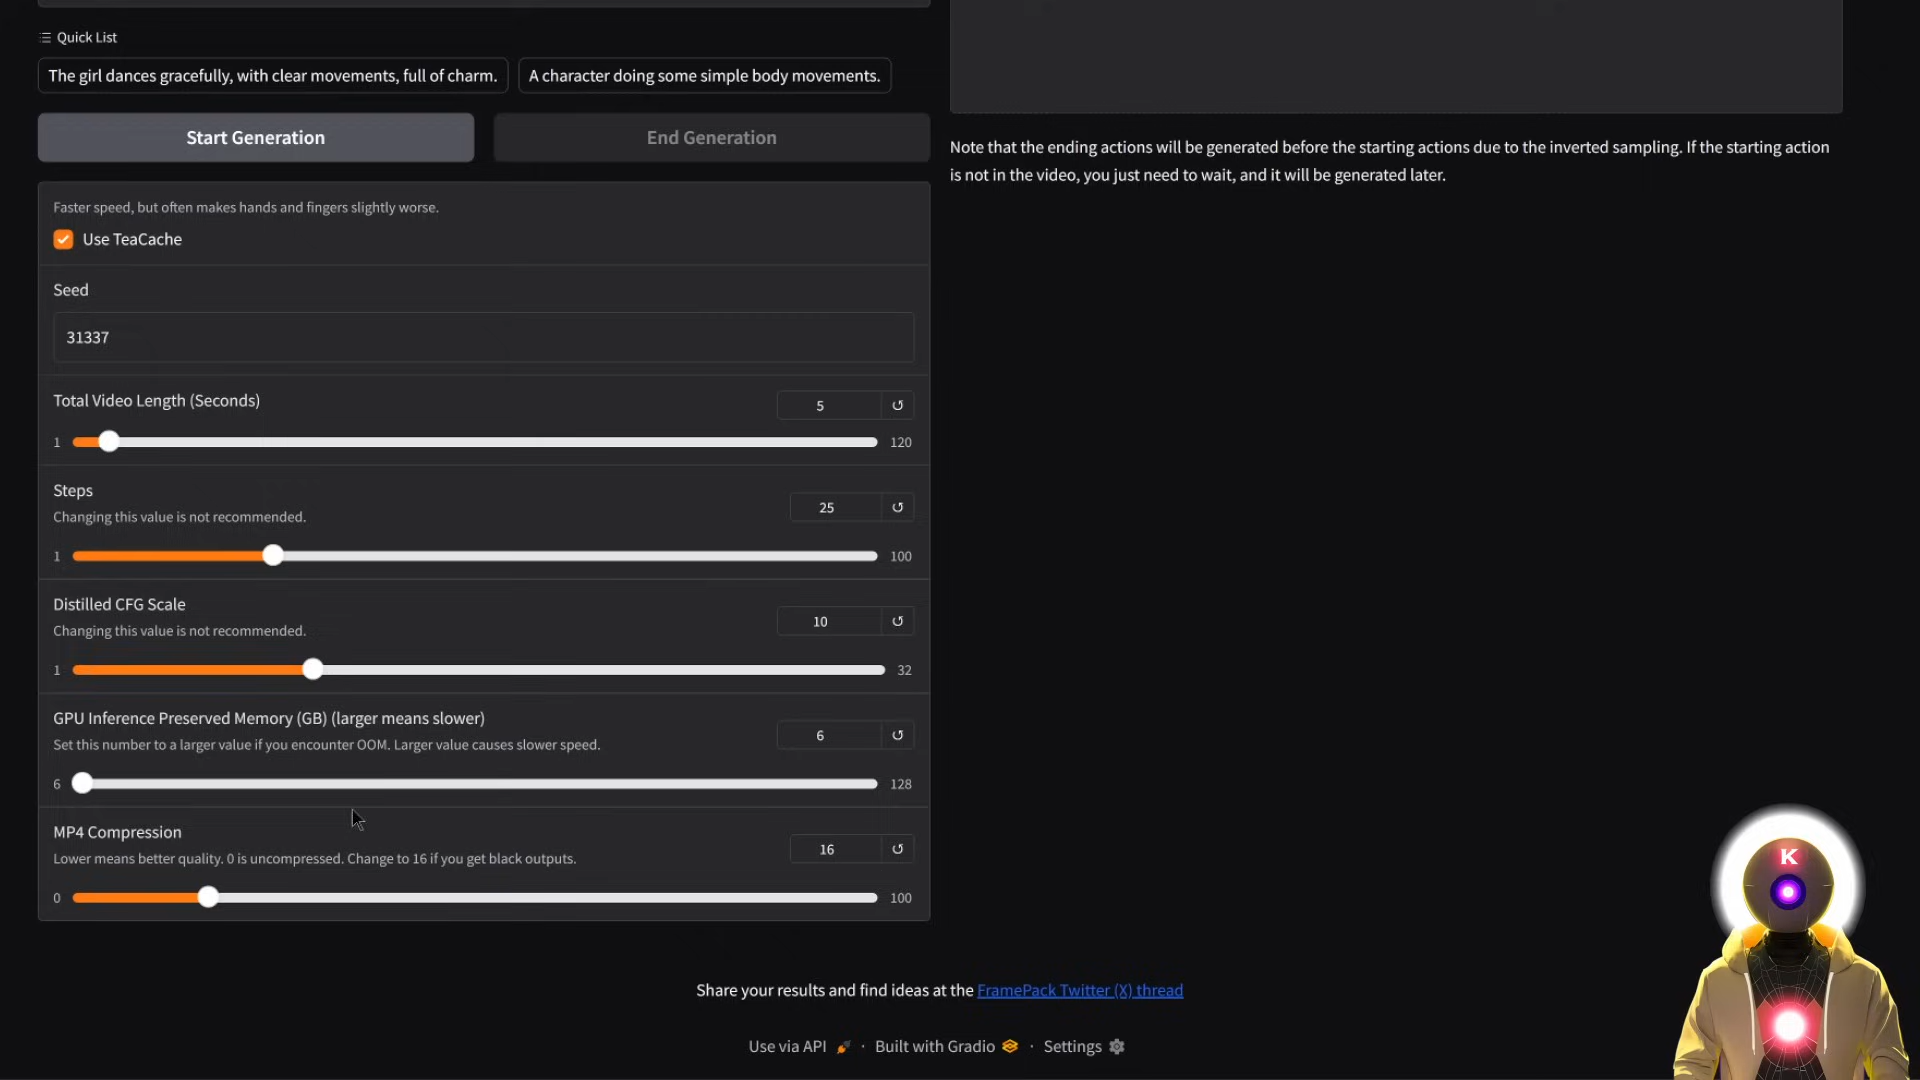 Quick List
The girl dances gracefully, with clear movements, full of charm.
A character doing some simple body movements.
Start Generation
End Generation
Note that the ending actions will be generated before the starting actions due to the inverted sampling. If the starting action
is not in the video, you just need to wait, and it will be generated later.
Faster speed, but often makes hands and fingers slightly worse.
Use TeaCache
Seed
31337
Total Video Length (Seconds)
5
1
120
Steps
Changing this value is not recommended.
25
1
100
Distilled CFG Scale
Changing this value is not recommended.
10
1
32
GPU Inference Preserved Memory (GB) (larger means slower)
Set this number to a larger value if you encounter OOM. Larger value causes slower speed.
6
6
128
MP4 Compression
Lower means better quality. 0 is uncompressed. Change to 16 if you get black outputs.
16
0
100
K
Share your results and find ideas at the FramePack Twitter (X) thread
Use via API · Built with Gradio · Settings